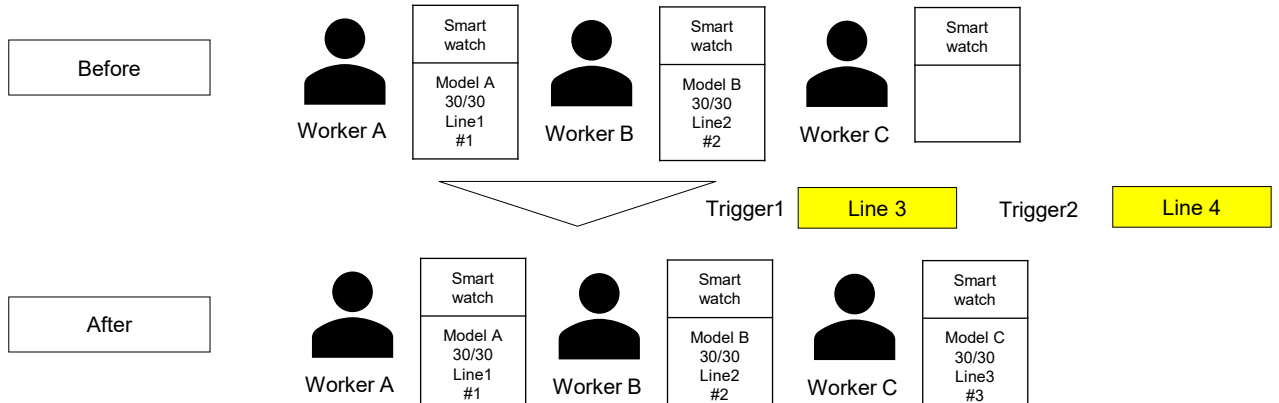 Before
Smart
watch
Model A
30/30
Line1
#1
Worker A
Smart
watch
Model B
30/30
Line2
#2
Worker B
Smart
watch
Worker C
Trigger1
Line 3
Trigger2
Line 4
After
Smart
watch
Model A
30/30
Line1
#1
Worker A
Smart
watch
Model B
30/30
Line2
#2
Worker B
Smart
watch
Model C
30/30
Line3
#3
Worker C